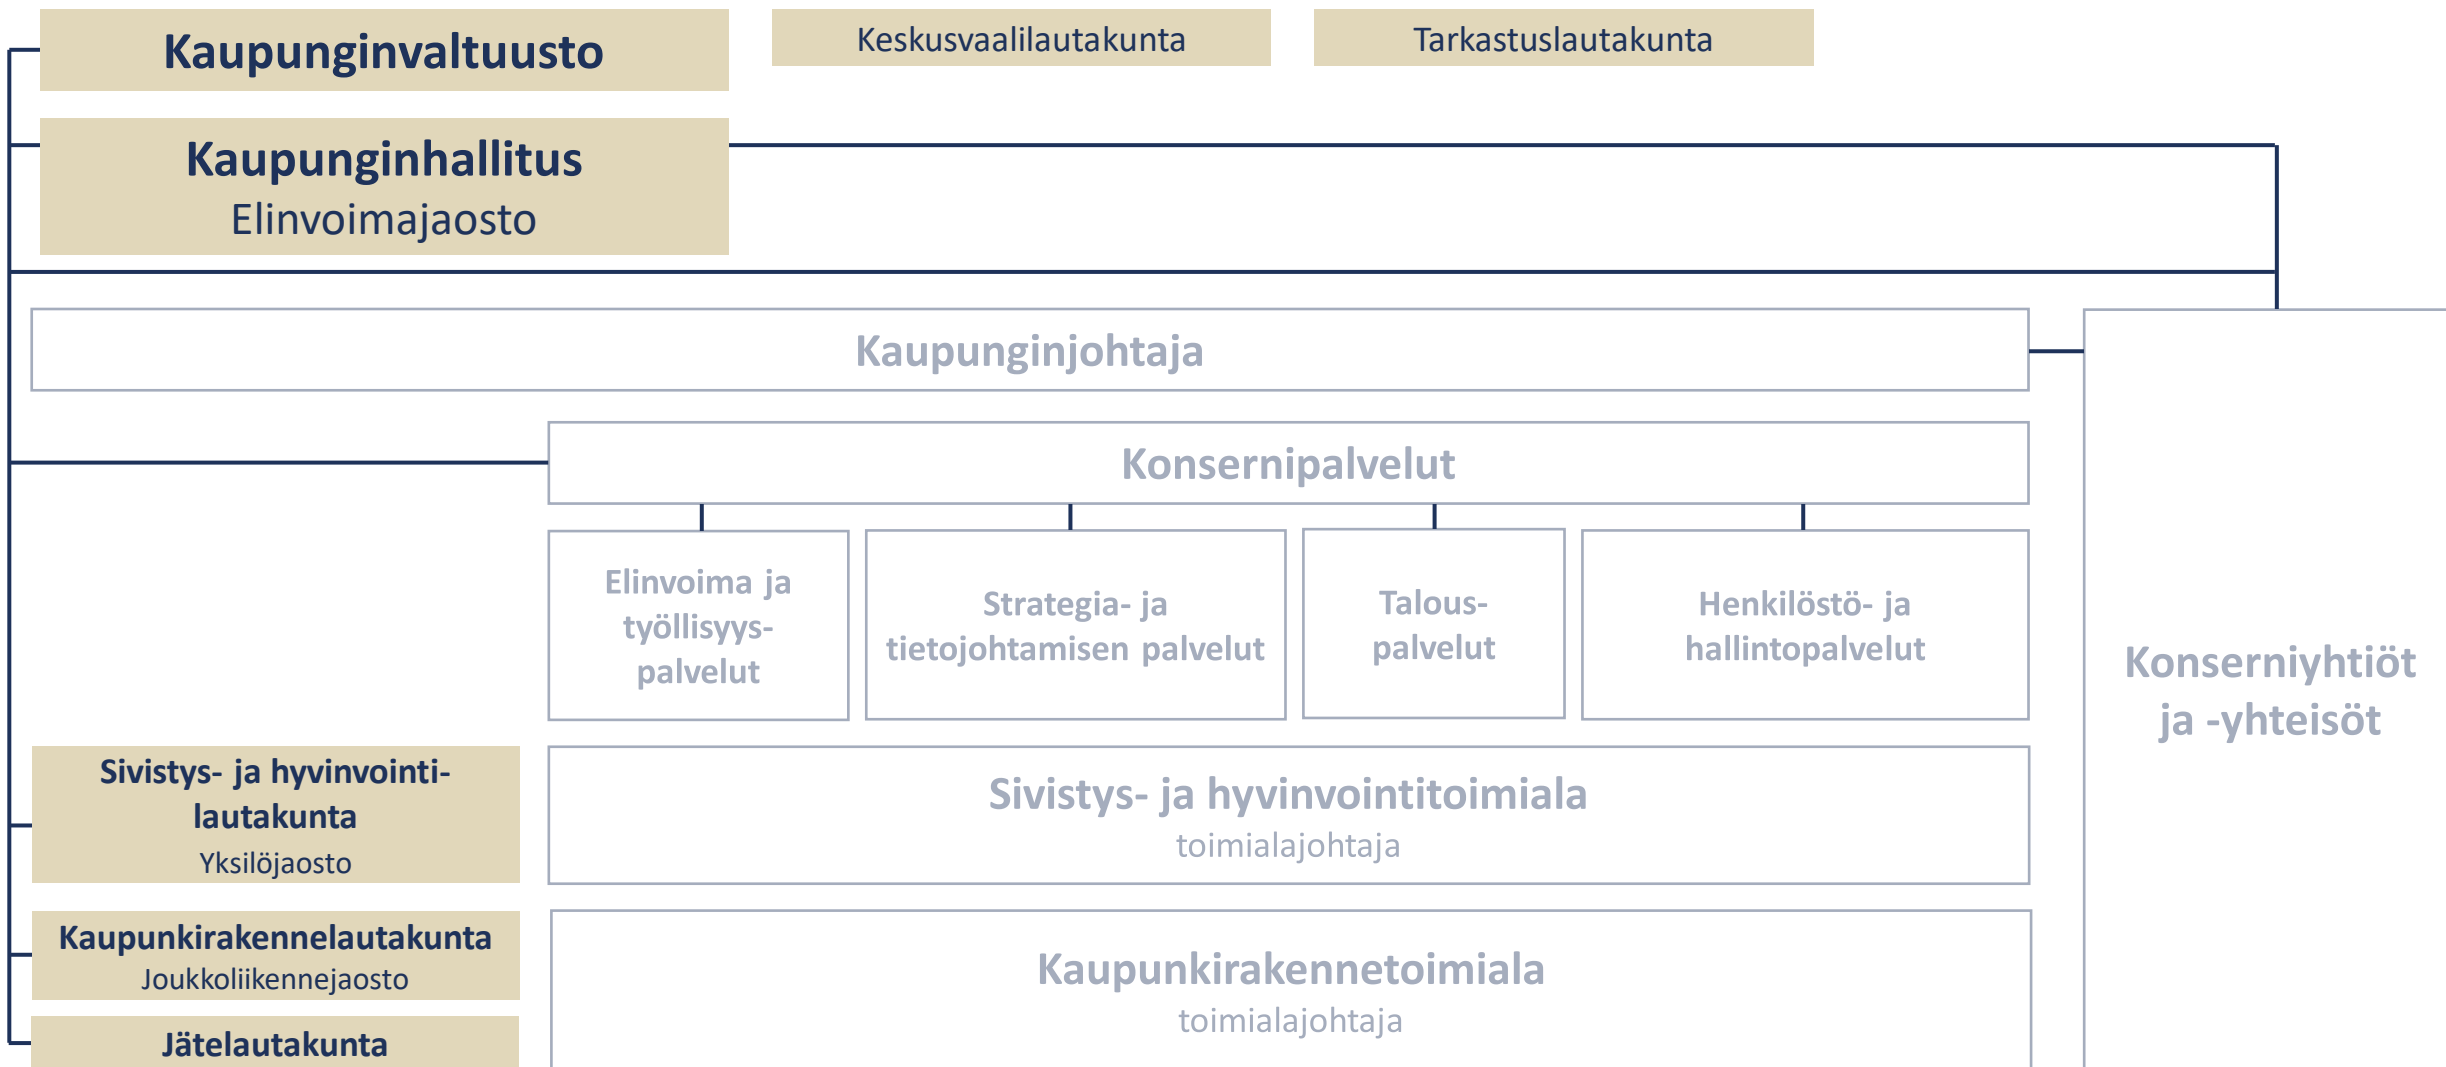 Kaupunginvaltuusto
Keskusvaalilautakunta
Tarkastuslautakunta
Kaupunginhallitus
Elinvoimajaosto
Kaupunginjohtaja
Konsernipalvelut
Elinvoima ja
työllisyys-
palvelut
Strategia- ja
tietojohtamisen palvelut
Talous-
palvelut
Henkilöstö- ja
hallintopalvelut
Konserniyhtiöt
ja -yhteisöt
Sivistys- ja hyvinvointi-
lautakunta
Yksilöjaosto
Sivistys- ja hyvinvointitoimiala
toimialajohtaja
Kaupunkirakennelautakunta
Joukkoliikennejaosto
Kaupunkirakennetoimiala
toimialajohtaja
Jätelautakunta